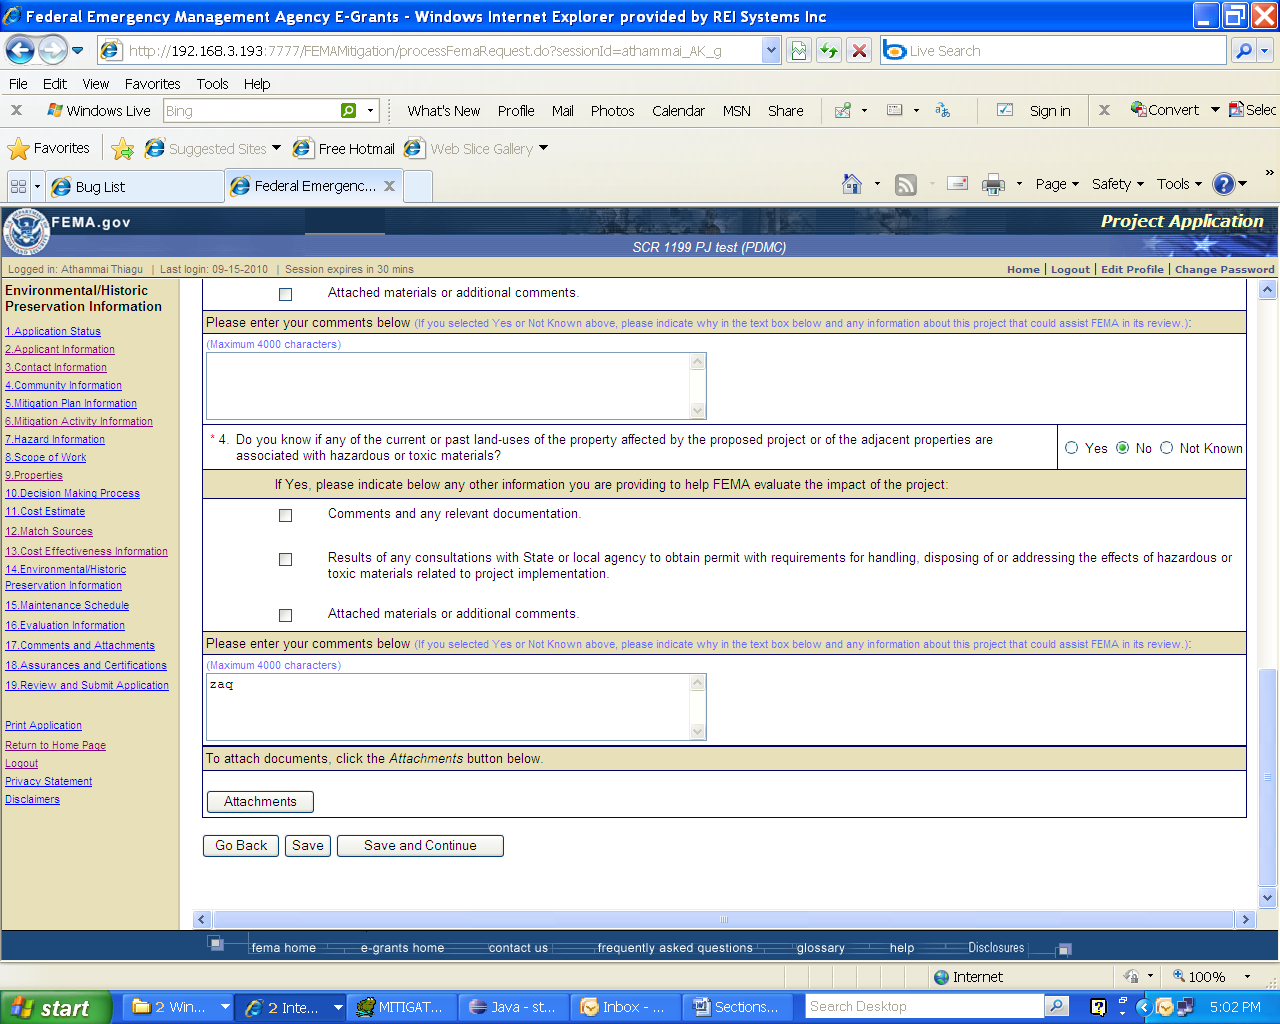 Federal Emergency Management Agency E-Grants - Windows Internet Explorer provided by REI Systems Inc
http://192.168.3.193:7777/FEMAMitigation/processFemaRequest.do?sessionId=athammai_AK_g
Live Search
File Edit View Favorites Tools Help
x Windows Live Bing What's New Profile Mail Photos Calendar MSN Share Sign in x Convert Selec
Favorites Suggested Sites Free Hotmail Web Slice Gallery
Bug List Federal Emergenc... X Page Safety Tools »
FEMA.gov
Project Application
SCR 1199 PJ test (PDMC)
Logged in: Athammai Thiagu | Last login: 09-15-2010 | Session expires in 30 mins
Home | Logout | Edit Profile | Change Password
Environmental/Historic
Preservation Information
1.Application Status
2.Applicant Information
3.Contact Information
4.Community Information
5.Mitigation Plan Information
6.Mitigation Activity Information
7.Hazard Information
8.Scope of Work
9.Properties
10.Decision Making Process
11.Cost Estimate
12.Match Sources
13.Cost Effectiveness Information
14.Environmental/Historic
Preservation Information
15.Maintenance Schedule
16.Evaluation Information
17.Comments and Attachments
18.Assurances and Certifications
19.Review and Submit Application
Print Application
Return to Home Page
Logout
Privacy Statement
Disclaimers
Attached materials or additional comments.
Please enter your comments below (If you selected Yes or Not Known above, please indicate why in the text box below and any information about this project that could assist FEMA in its review.):
(Maximum 4000 characters)
* 4. Do you know if any of the current or past land-uses of the property affected by the proposed project or of the adjacent properties are
associated with hazardous or toxic materials?
Yes No Not Known
If Yes, please indicate below any other information you are providing to help FEMA evaluate the impact of the project:
Comments and any relevant documentation.
Results of any consultations with State or local agency to obtain permit with requirements for handling, disposing of or addressing the effects of hazardous or
toxic materials related to project implementation.
Attached materials or additional comments.
Please enter your comments below (If you selected Yes or Not Known above, please indicate why in the text box below and any information about this project that could assist FEMA in its review.):
(Maximum 4000 characters)
zaq
To attach documents, click the Attachments button below.
Attachments
Go Back Save Save and Continue
fema home e-grants home contact us frequently asked questions glossary help Disclosures
Internet 100%
start 2 Win... 2 Inte... MITIGAT... Java - st... Inbox - ... Sections... Search Desktop 5:02 PM